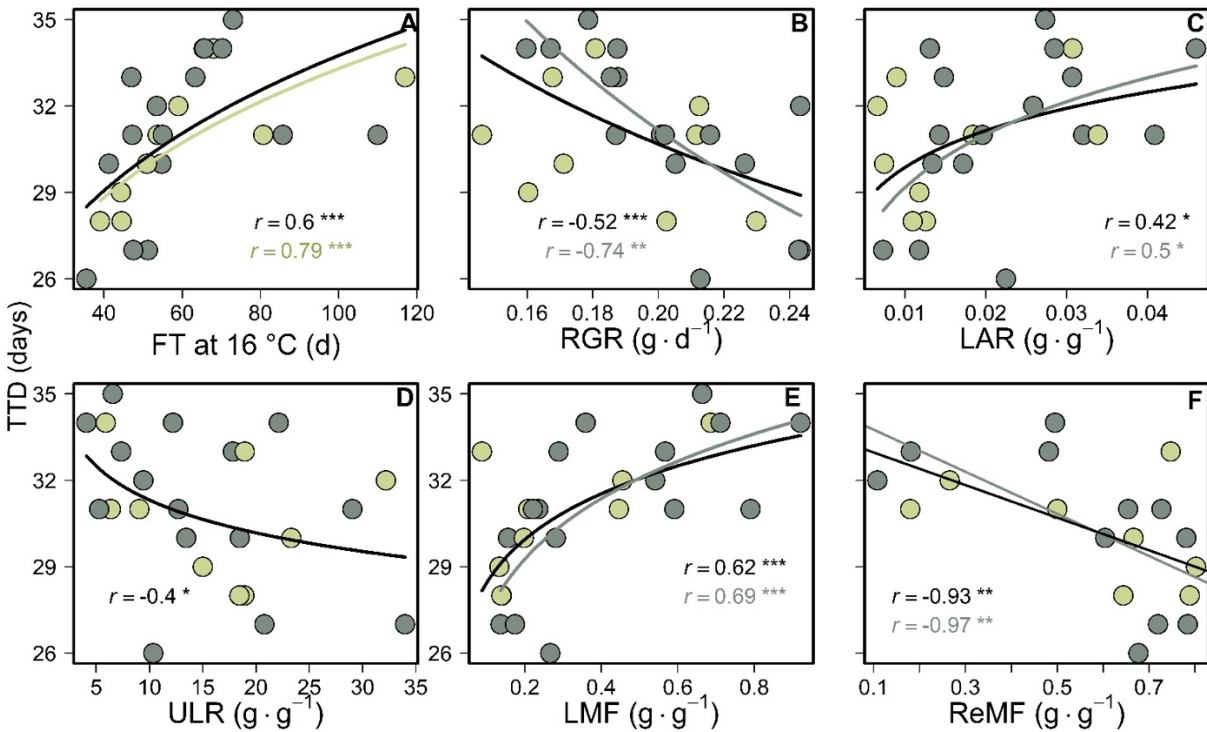 A
B
C
35
32
29
26
r = 0.6 ***
r = 0.79 ***
r = -0.52 ***
r = -0.74 **
r = 0.42 *
r = 0.5 *
40 60 80 100 120
0.16 0.18 0.20 0.22 0.24
0.01 0.02 0.03 0.04
FT at 16 °C (d)
RGR (g · d⁻¹)
LAR (g · g⁻¹)
TTD (days)
D
E
F
35
32
29
26
35
32
29
26
r = -0.4 *
r = 0.62 ***
r = 0.69 ***
r = -0.93 **
r = -0.97 **
5 10 15 20 25 30 35
0.2 0.4 0.6 0.8
0.1 0.3 0.5 0.7
ULR (g · g⁻¹)
LMF (g · g⁻¹)
ReMF (g · g⁻¹)